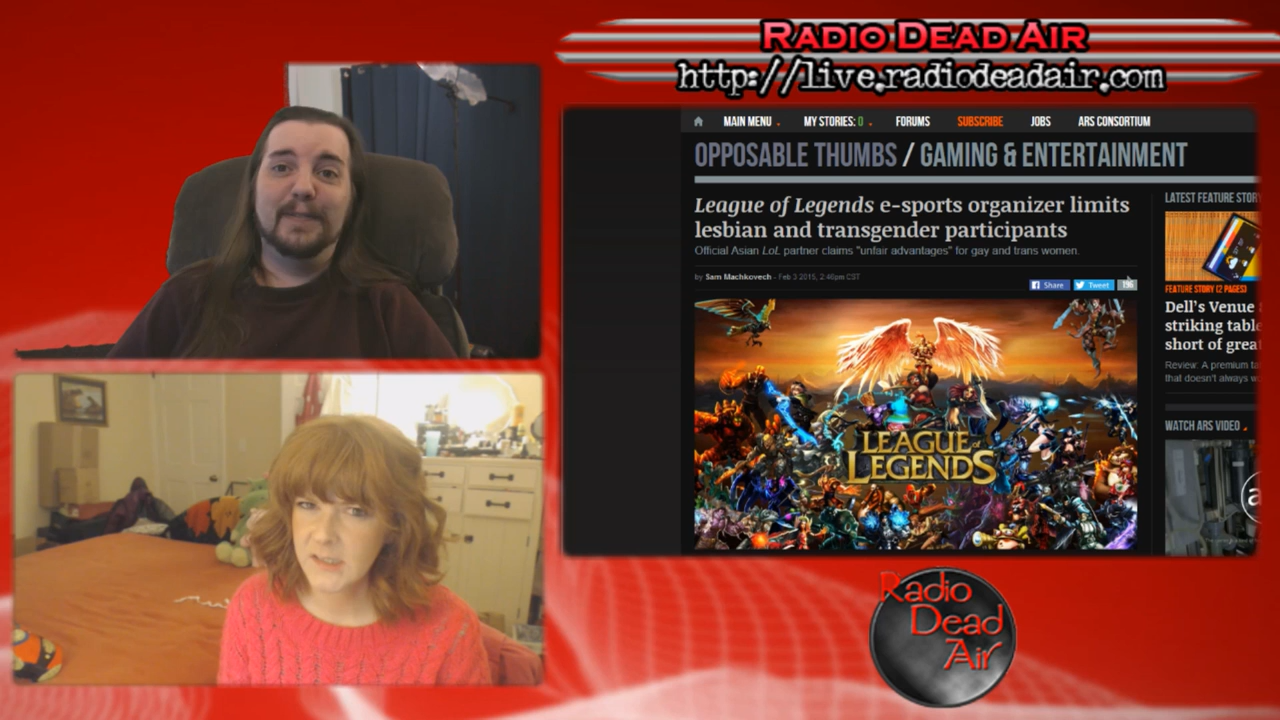 RADIO DEAD AIR
http://live.radiodeadair.com
MAIN MENU
MY STORIES: 0
FORUMS
SUBSCRIBE
JOBS
ARS CONSORTIUM
OPPOSABLE THUMBS / GAMING & ENTERTAINMENT
League of Legends e-sports organizer limits
lesbian and transgender participants
Official Asian LoL partner claims "unfair advantages" for gay and trans women.
by Sam Machkovech - Feb 3 2015, 2:46pm CST
Share
Tweet
196
LEAGUE of
LEGENDS
LATEST FEATURE STOR
FEATURE STORY (2 PAGES)
Dell's Venue
striking table
short of grea
Review: A premium ta
that doesn't always w
WATCH ARS VIDEO
Radio
Dead
Air